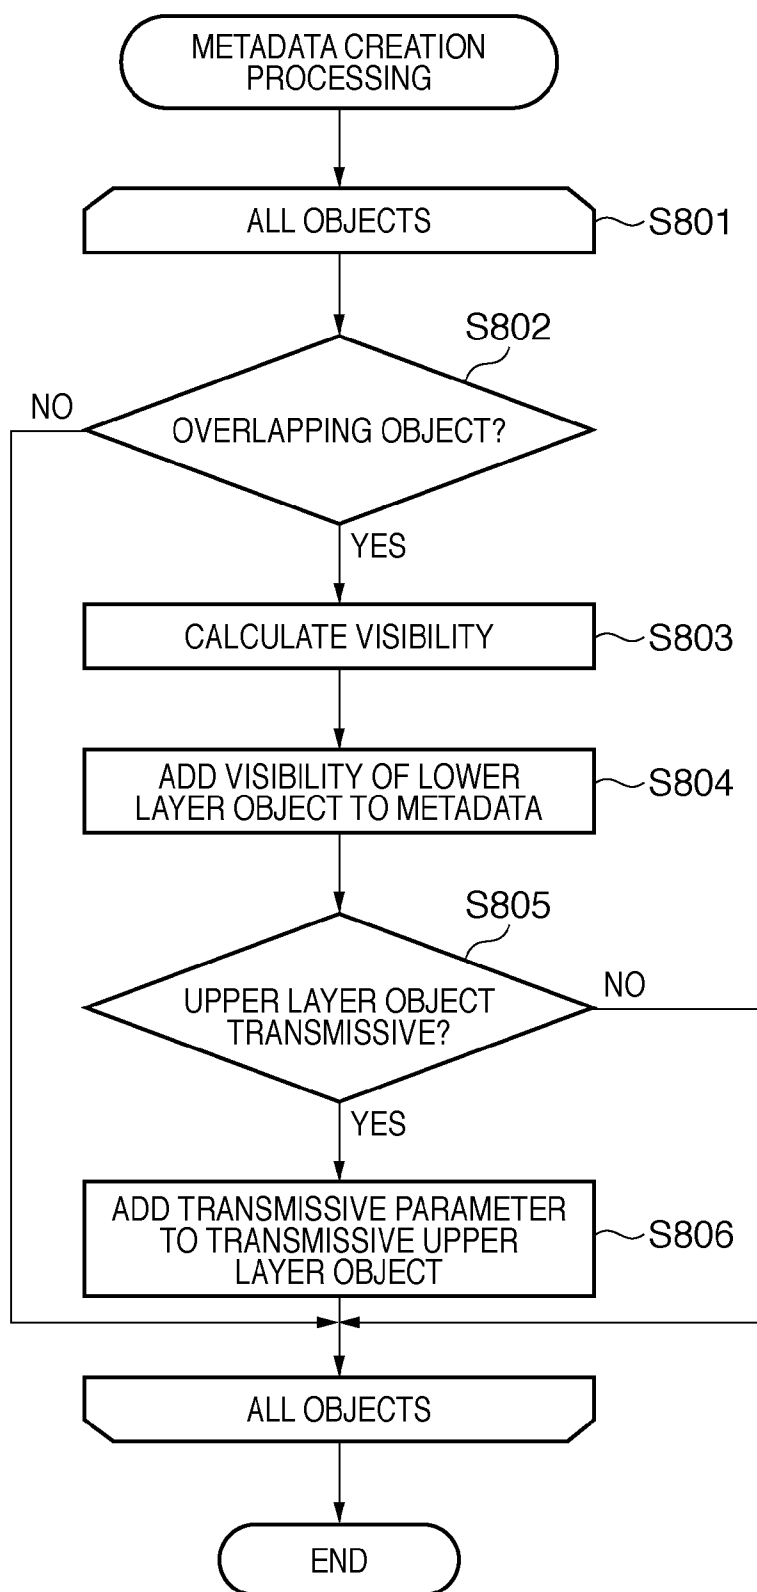 METADATA CREATION
PROCESSING
ALL OBJECTS
S801
S802
NO
OVERLAPPING OBJECT?
YES
CALCULATE VISIBILITY
S803
ADD VISIBILITY OF LOWER
LAYER OBJECT TO METADATA
S804
S805
NO
UPPER LAYER OBJECT
TRANSMISSIVE?
YES
ADD TRANSMISSIVE PARAMETER
TO TRANSMISSIVE UPPER
LAYER OBJECT
S806
ALL OBJECTS
END